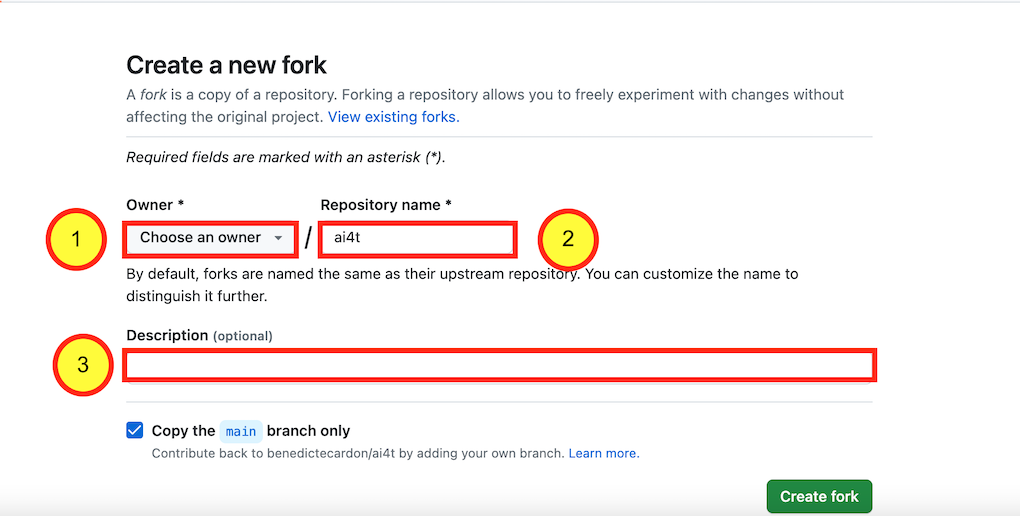 Create a new fork
A fork is a copy of a repository. Forking a repository allows you to freely experiment with changes without
affecting the original project. View existing forks.
Required fields are marked with an asterisk (*).
Owner * Repository name *
1 Choose an owner / ai4t 2
By default, forks are named the same as their upstream repository. You can customize the name to
distinguish it further.
Description (optional)
3
Copy the main branch only
Contribute back to benedictecardon/ai4t by adding your own branch. Learn more.
Create fork